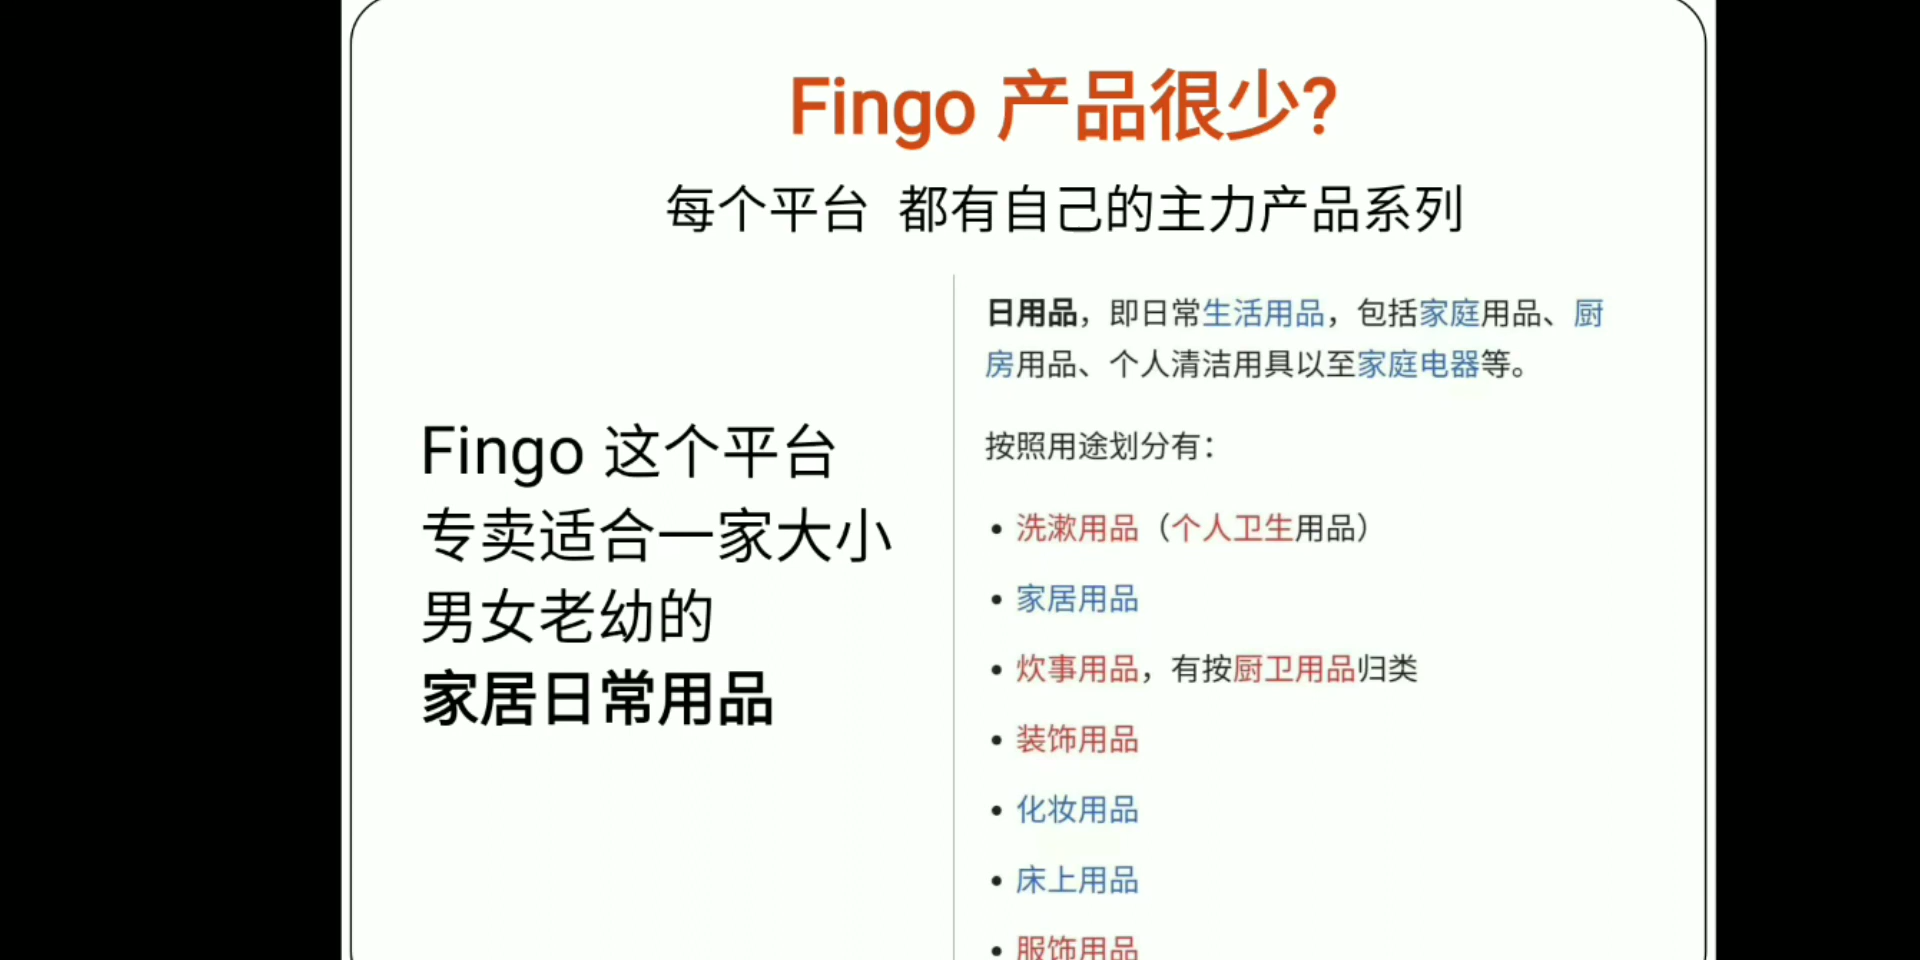 Fingo 产品很少?
每个平台 都有自己的主力产品系列
Fingo 这个平台
专卖适合一家大小
男女老幼的
家居日常用品
日用品，即日常生活用品，包括家庭用品、厨
房用品、个人清洁用具以至家庭电器等。
按照用途划分有：
• 洗漱用品（个人卫生用品）
• 家居用品
• 炊事用品，有按厨卫用品归类
• 装饰用品
• 化妆用品
• 床上用品
• 服饰用品